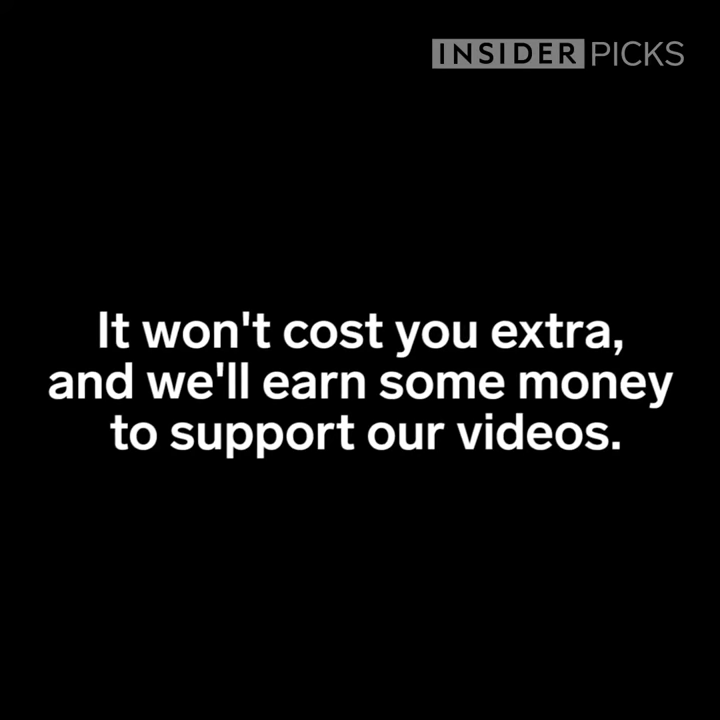 INSIDER PICKS
It won't cost you extra,
and we'll earn some money
to support our videos.